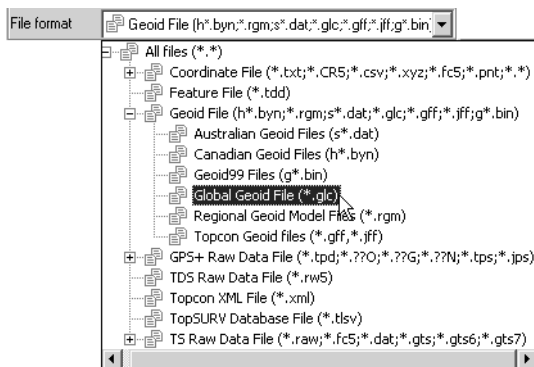 File format Geoid File (h*.byn;*.rgm;s*.dat;*.glc;*.gff;*.jff;g*.bin)
All files (*.*)
Coordinate File (*.txt;*.CR5;*.csv;*.xyz;*.fc5;*.pnt;*.*)
Feature File (*.tdd)
Geoid File (h*.byn;*.rgm;s*.dat;*.glc;*.gff;*.jff;g*.bin)
Australian Geoid Files (s*.dat)
Canadian Geoid Files (h*.byn)
Geoid99 Files (g*.bin)
Global Geoid File (*.glc)
Regional Geoid Model Files (*.rgm)
Topcon Geoid files (*.gff,*.jff)
GPS+ Raw Data File (*.tpd;*.??O;*.??G;*.??N;*.tps;*.jps)
TDS Raw Data File (*.rw5)
Topcon XML File (*.xml)
TopSURV Database File (*.tlsv)
TS Raw Data File (*.raw;*.fc5;*.dat;*.gts;*.gts6;*.gts7)